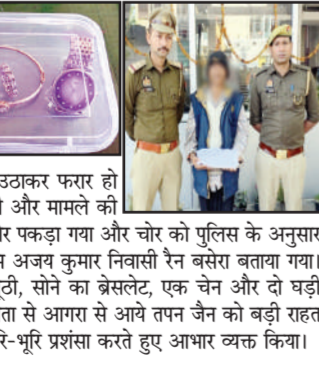 उठाकर फरार हो
और मामले की
पकड़ा गया और चोर को पुलिस के अनुसार
अजय कुमार निवासी रैन बसेरा बताया गया।
सोने का ब्रेसलेट, एक चेन और दो घड़ी
से आगरा से आये तपन जैन को बड़ी राहत
भूरि प्रशंसा करते हुए आभार व्यक्त किया।